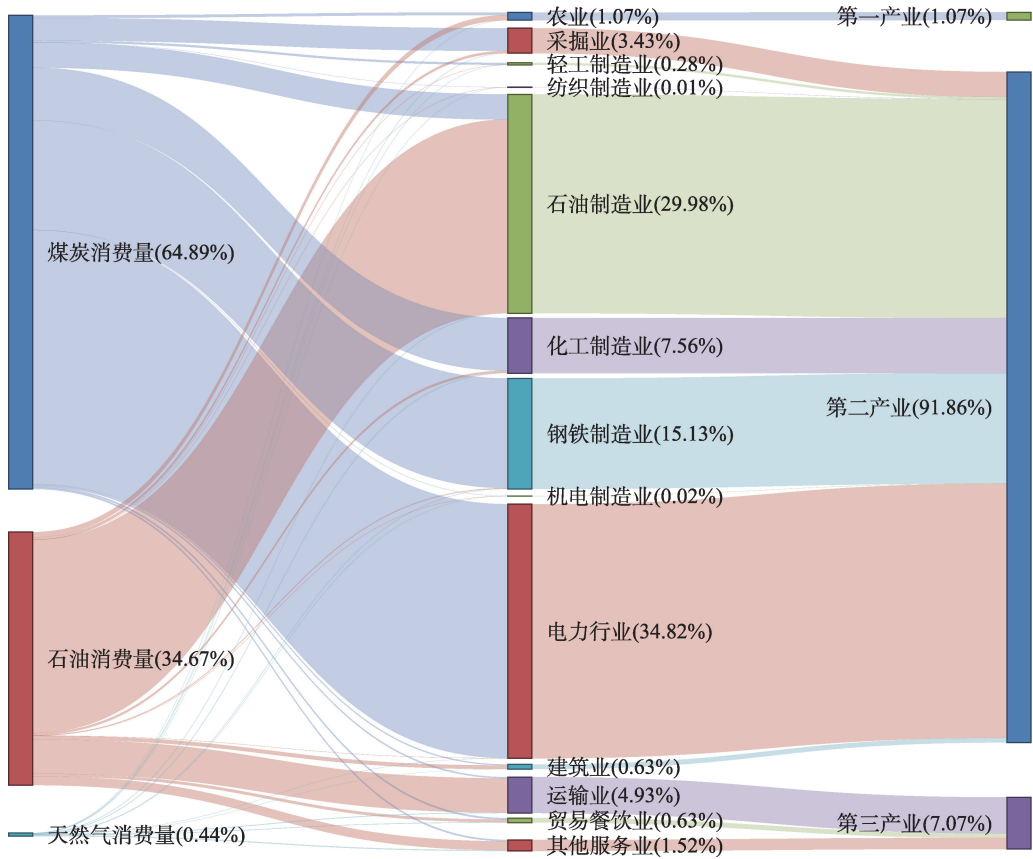 农业(1.07%)
第一产业(1.07%)
采掘业(3.43%)
轻工制造业(0.28%)
纺织制造业(0.01%)
石油制造业(29.98%)
煤炭消费量(64.89%)
化工制造业(7.56%)
第二产业(91.86%)
钢铁制造业(15.13%)
机电制造业(0.02%)
电力行业(34.82%)
石油消费量(34.67%)
建筑业(0.63%)
运输业(4.93%)
贸易餐饮业(0.63%)
第三产业(7.07%)
天然气消费量(0.44%)
其他服务业(1.52%)